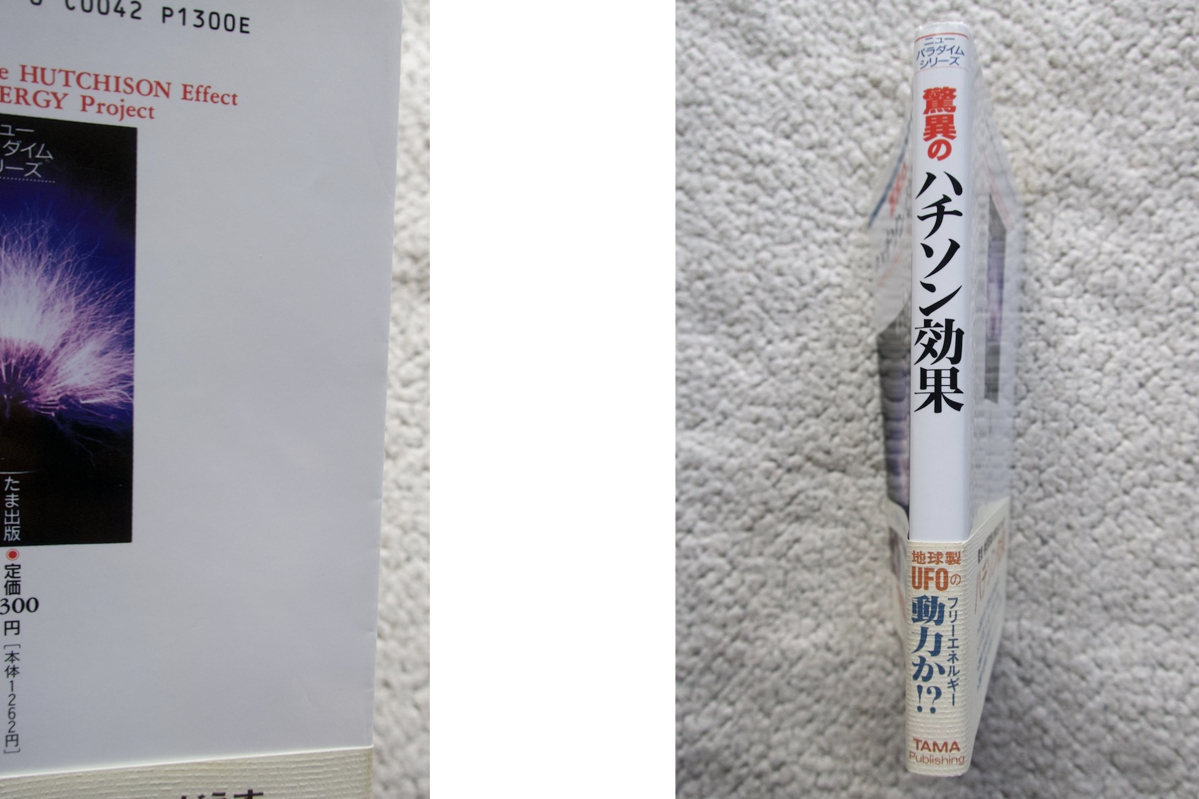 C0042 P1300E
HUTCHISON Effect
ERGY Project
ュー
ダイム
リーズ
たま出版
●定価
300
円
[本体1262円]
ニュー
パラダイム
シリーズ
驚異の
ハチソン効果
地球製
UFOの
フリーエネルギー
動力か!?
TAMA
Publishing